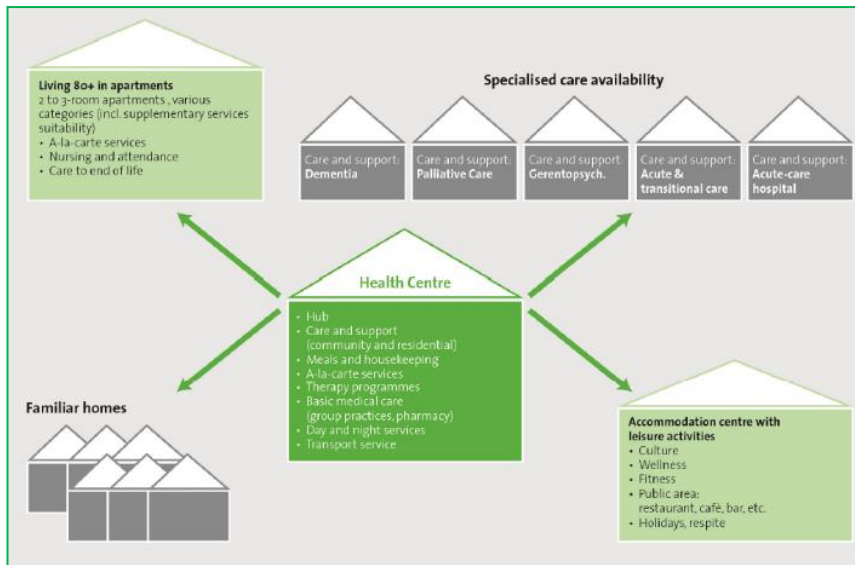 Living 80+ in apartments
2 to 3-room apartments , various
categories (incl. supplementary services
suitability)
• A-la-carte services
• Nursing and attendance
• Care to end of life
Specialised care availability
Care and support:
Dementia
Care and support:
Palliative Care
Care and support:
Gerentopsych.
Care and support:
Acute &
transitional care
Care and support:
Acute-care
hospital
Health Centre
• Hub
• Care and support
(community and residential)
• Meals and housekeeping
• A-la-carte services
• Therapy programmes
• Basic medical care
(group practices, pharmacy)
• Day and night services
• Transport service
Familiar homes
Accommodation centre with
leisure activities
• Culture
• Wellness
• Fitness
• Public area:
restaurant, café, bar, etc.
• Holidays, respite